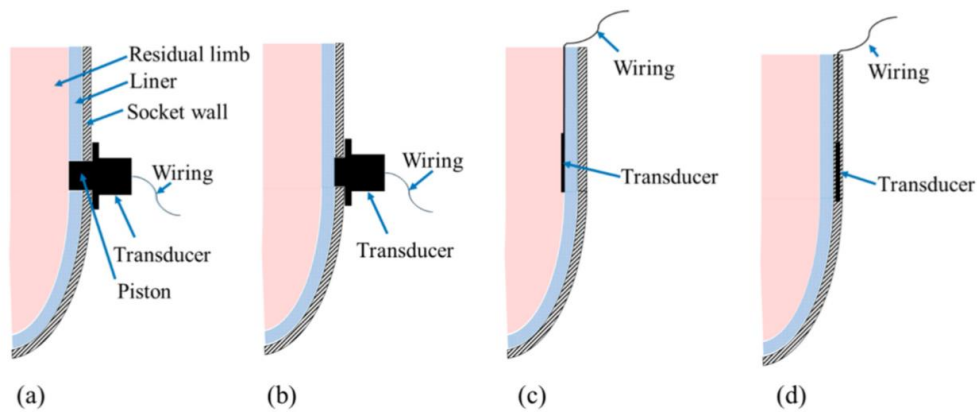 Residual limb
Liner
Socket wall
Wiring
Transducer
Piston
(a)
Wiring
Transducer
(b)
Wiring
Transducer
(c)
Wiring
Transducer
(d)